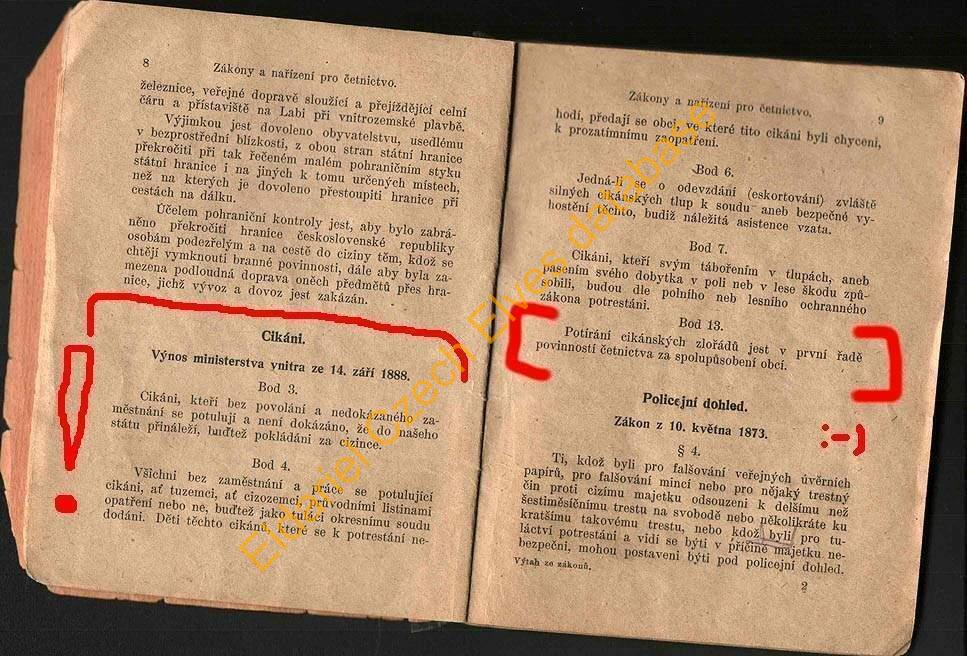 8
Zákony a nařízení pro četnictvo.
železnice, veřejné dopravě sloužící a přejíždějící celní
čáru a přístaviště na Labi při vnitrozemské plavbě.
Výjimkou jest dovoleno obyvatelstvu, usedlému
v bezprostřední blízkosti, z obou stran státní hranice
překročiti při tak řečeném malém pohraničním styku
státní hranice i na jiných k tomu určených místech,
než na kterých je dovoleno přestoupiti hranice při
cestách na dálku.
Účelem pohraniční kontroly jest, aby bylo zabrá-
něno překročiti hranice československé republiky
osobám podezřelým a na cestě do ciziny těm, kdož se
chtějí vymknouti branné povinnosti, dále aby byla za-
mezena podloudná doprava oněch předmětů přes hra-
nice, jichž vývoz a dovoz jest zakázán.
Cikáni.
Výnos ministerstva vnitra ze 14. září 1888.
Bod 3.
Cikáni, kteří bez povolání a nedokázaného za-
městnání se potulují a není dokázáno, že do našeho
státu přináleží, buďtež pokládáni za cizince.
Bod 4.
Všichni bez zaměstnání a práce se potulující
cikáni, ať tuzemci, ať cizozemci, průvodními listinami
opatření nebo ne, buďtež jako tuláci okresnímu soudu
dodáni. Děti těchto cikánů, které se k potrestání ne-
Zákony a nařízení pro četnictvo.
9
hodí, předají se obci, ve které tito cikáni byli chyceni,
k prozatímnímu zaopatření.
Bod 6.
Jedná-li se o odevzdání (eskortování) zvláště
silných cikánských tlup k soudu aneb bezpečné vy-
hostění těchto, budiž náležitá asistence vzata.
Bod 7.
Cikáni, kteří svým tábořením v tlupách, aneb
pasením svého dobytka v poli neb v lese škodu způ-
sobili, budou dle polního neb lesního ochranného
zákona potrestáni.
Bod 13.
Potírání cikánských zlořádů jest v první řadě
povinností četnictva za spolupůsobení obcí.
Policejní dohled.
Zákon z 10. května 1873.
:-)
§ 4.
Ti, kdož byli pro falšování veřejných úvěrních
papírů, pro falšování mincí nebo pro nějaký trestný
čin proti cizímu majetku odsouzeni k delšímu než
šestiměsíčnímu trestu na svobodě nebo několikráte ku
kratšímu takovému trestu, nebo kdož byli pro tu-
láctví potrestáni a vidí se býti v příčině majetku ne-
bezpeční, mohou postaveni býti pod policejní dohled.
Výtah ze zákonů.
2
Eldaniel Czech Elves database